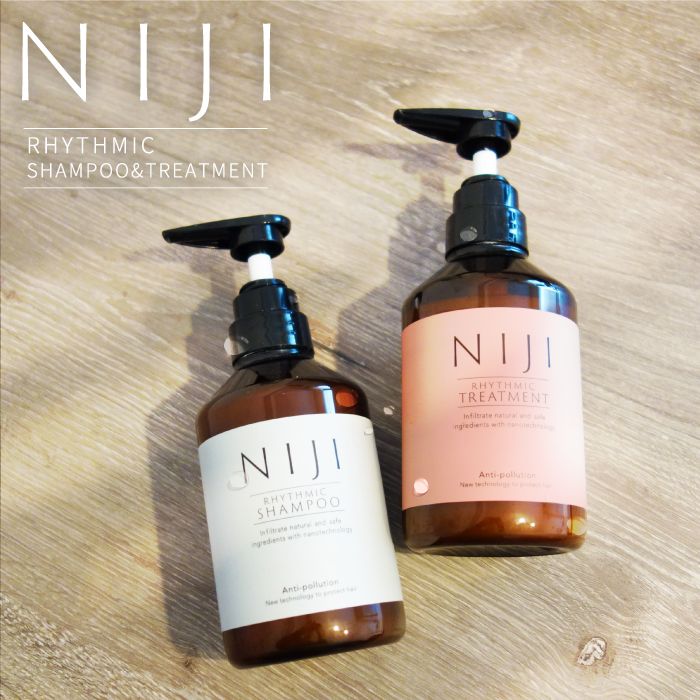 NIJI
RHYTHMIC
SHAMPOO&TREATMENT
NIJI
RHYTHMIC
TREATMENT
Infiltrate natural and safe
ingredients with nanotechnology
Anti-pollution
New technology to protect hair
NIJI
RHYTHMIC
SHAMPOO
Infiltrate natural and safe
ingredients with nanotechnology
Anti-pollution
New technology to protect hair